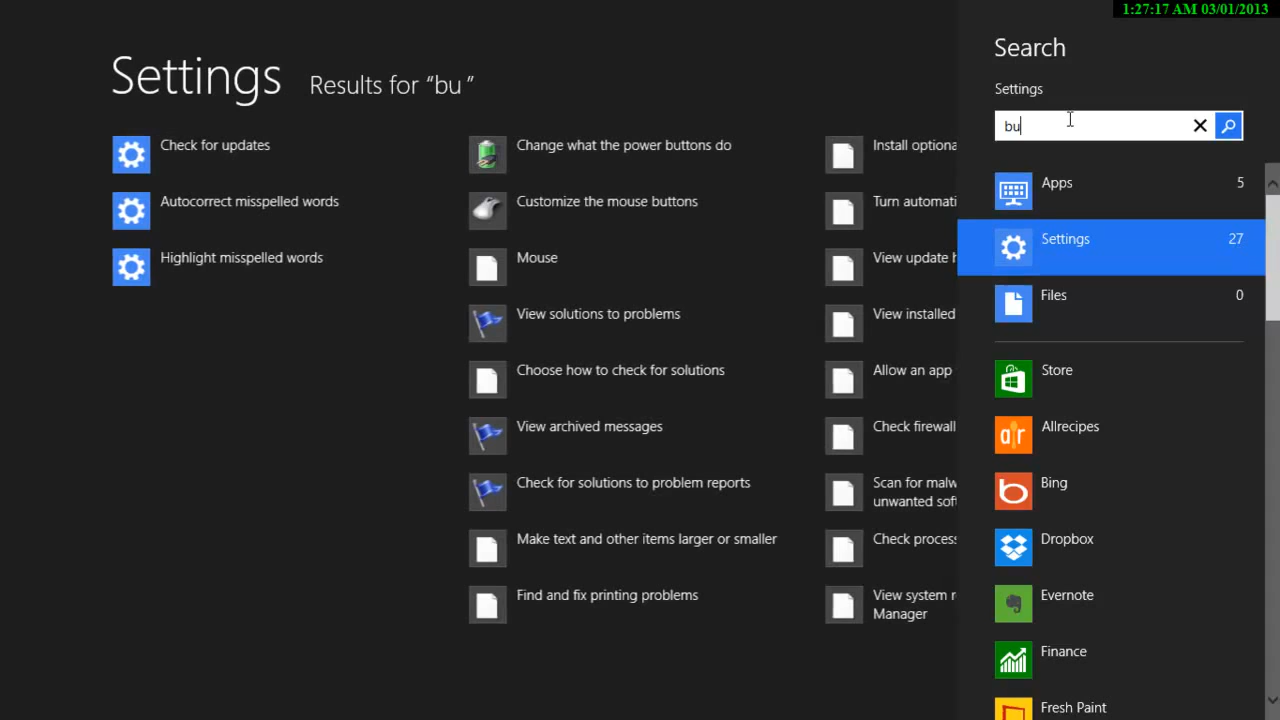 1:27:17 AM 03/01/2013
Settings Results for “bu ”
Check for updates
Autocorrect misspelled words
Highlight misspelled words
Change what the power buttons do
Customize the mouse buttons
Mouse
View solutions to problems
Choose how to check for solutions
View archived messages
Check for solutions to problem reports
Make text and other items larger or smaller
Find and fix printing problems
Install optiona
Turn automati
View update h
View installed
Allow an app
Check firewall
Scan for malw
unwanted soft
Check process
View system r
Manager
Search
Settings
bu
Apps 5
Settings 27
Files 0
Store
Allrecipes
Bing
Dropbox
Evernote
Finance
Fresh Paint